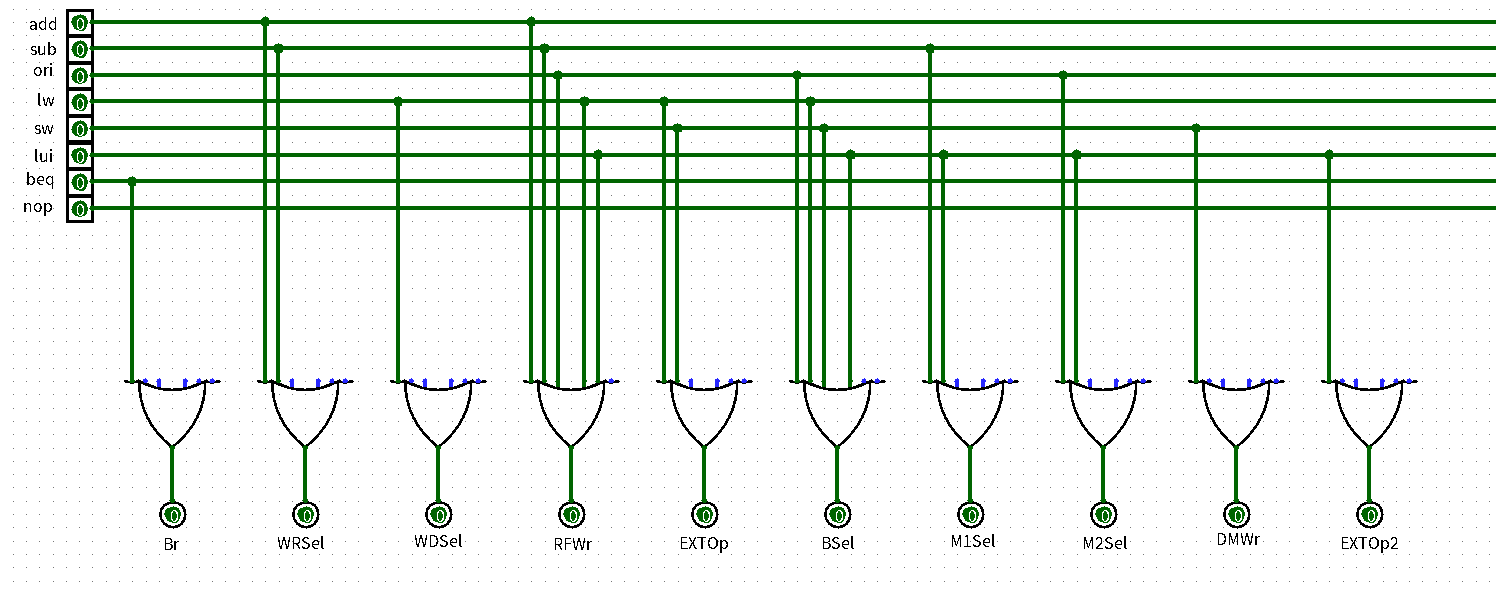 add 0
sub 0
ori 0
lw 0
sw 0
lui 0
beq 0
nop 0
0 0 0 0 0 0 0 0 0 0
Br WRSel WDSel RFWr EXTOp BSel M1Sel M2Sel DMWr EXTOp2